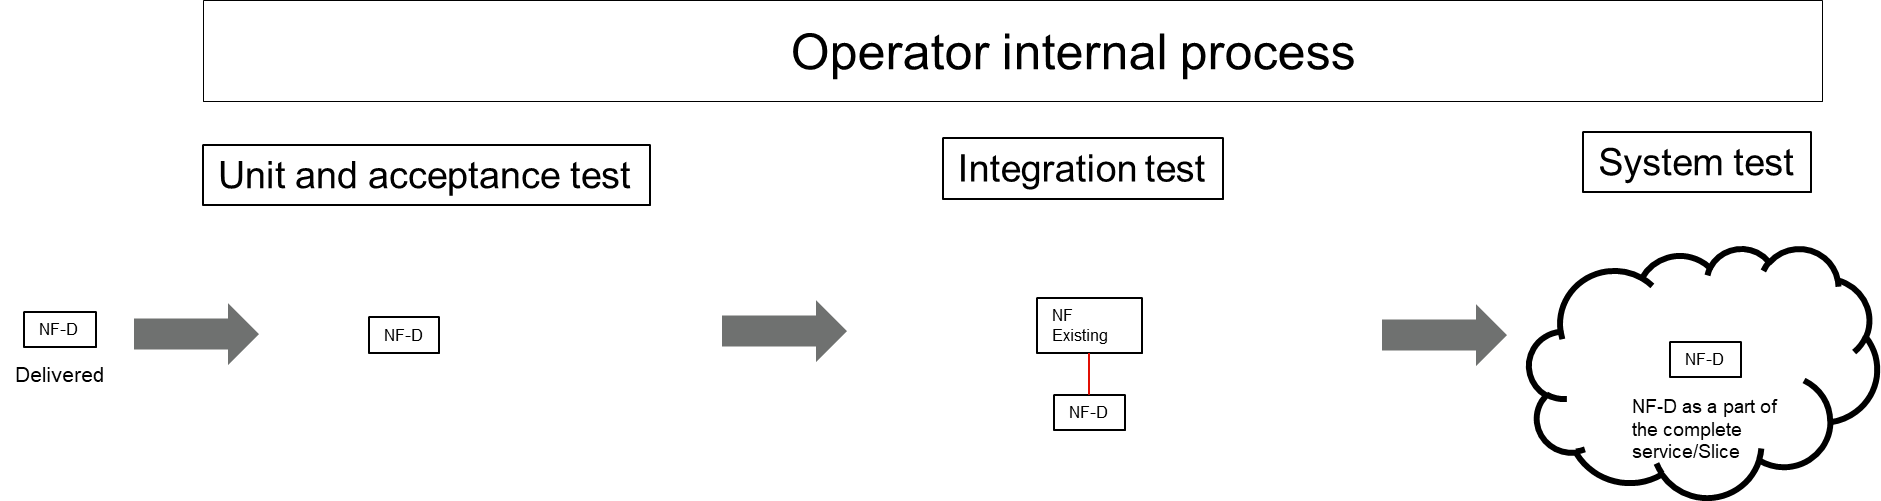 Operator internal process
Unit and acceptance test
Integration test
System test
NF-D
Delivered
NF-D
NF
Existing
NF-D
NF-D
NF-D as a part of
the complete
service/Slice